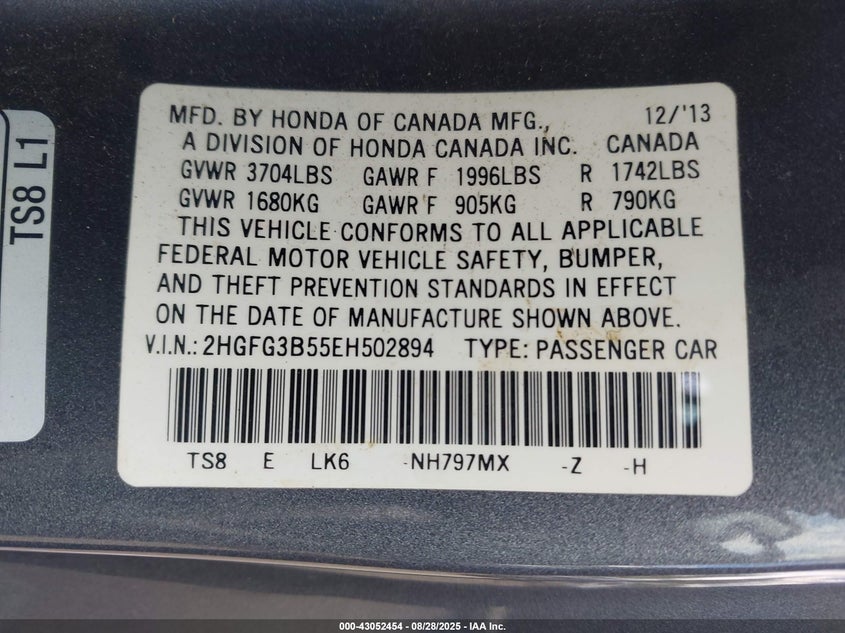 TS8 L1
MFD. BY HONDA OF CANADA MFG., 12/'13
A DIVISION OF HONDA CANADA INC. CANADA
GVWR 3704LBS GAWR F 1996LBS R 1742LBS
GVWR 1680KG GAWR F 905KG R 790KG
THIS VEHICLE CONFORMS TO ALL APPLICABLE
FEDERAL MOTOR VEHICLE SAFETY, BUMPER,
AND THEFT PREVENTION STANDARDS IN EFFECT
ON THE DATE OF MANUFACTURE SHOWN ABOVE.
V.I.N.: 2HGFG3B55EH502894 TYPE: PASSENGER CAR
TS8 E LK6 -NH797MX -Z -H
000-43052454 - 08/28/2025 - IAA Inc.